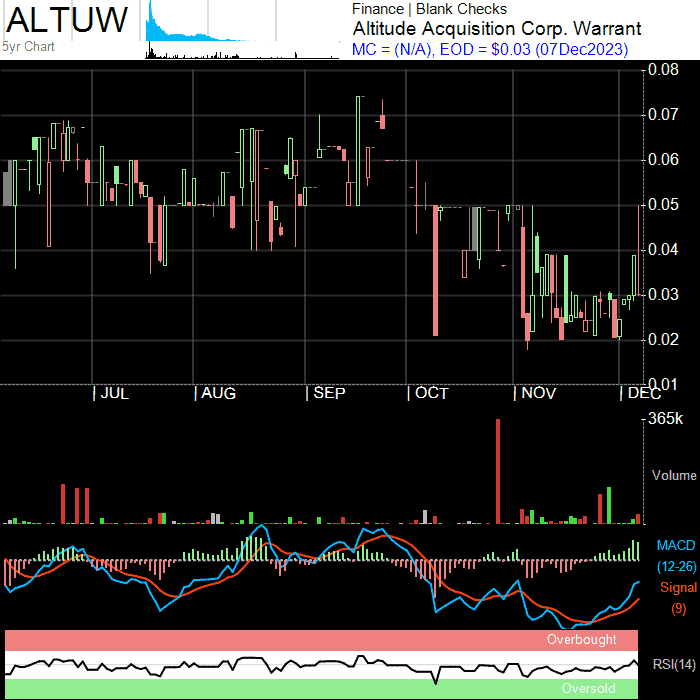 ALTUW
5yr Chart
Finance | Blank Checks
Altitude Acquisition Corp. Warrant
MC = (N/A), EOD = $0.03 (07Dec2023)
0.08
0.07
0.06
0.05
0.04
0.03
0.02
0.01
| JUL | AUG | SEP | OCT | NOV | DEC
365k
Volume
MACD
(12-26)
Signal
(9)
Overbought
RSI(14)
Oversold